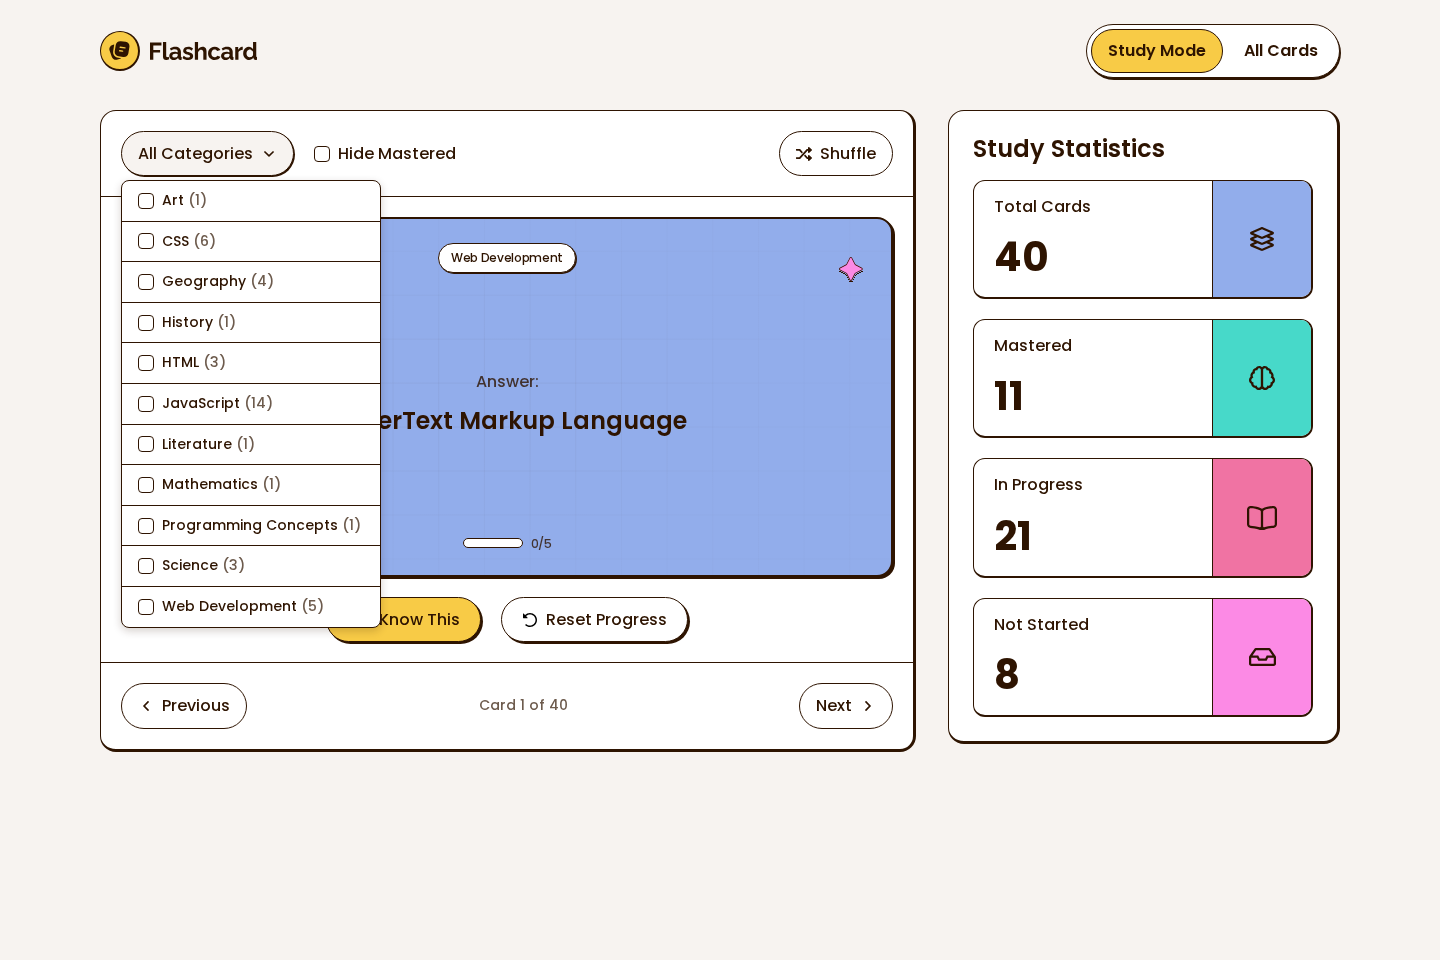 Flashcard
Study Mode
All Cards
All Categories
Hide Mastered
Shuffle
Art (1)
CSS (6)
Geography (4)
History (1)
HTML (3)
JavaScript (14)
Literature (1)
Mathematics (1)
Programming Concepts (1)
Science (3)
Web Development (5)
Web Development
Answer:
erText Markup Language
0/5
Know This
Reset Progress
Previous
Card 1 of 40
Next
Study Statistics
Total Cards
40
Mastered
11
In Progress
21
Not Started
8